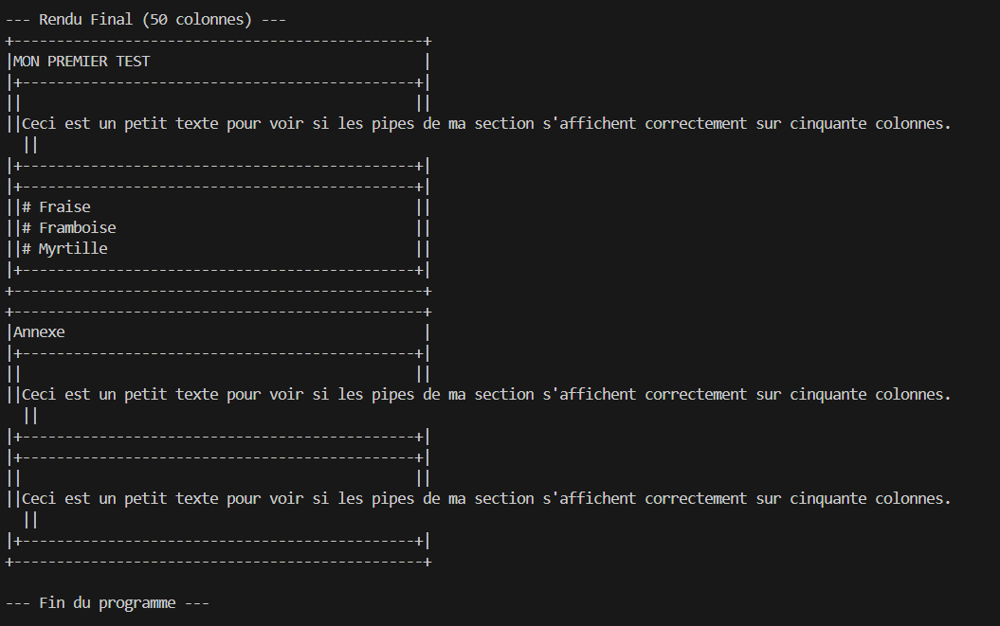 --- Rendu Final (50 colonnes) ---
+------------------------------------------------+
|MON PREMIER TEST                                |
|+----------------------------------------------+|
||                                              ||
||Ceci est un petit texte pour voir si les pipes de ma section s'affichent correctement sur cinquante colonnes.
  ||
|+----------------------------------------------+|
|+----------------------------------------------+|
||# Fraise                                      ||
||# Framboise                                   ||
||# Myrtille                                    ||
|+----------------------------------------------+|
+------------------------------------------------+
+------------------------------------------------+
|Annexe                                          |
|+----------------------------------------------+|
||                                              ||
||Ceci est un petit texte pour voir si les pipes de ma section s'affichent correctement sur cinquante colonnes.
  ||
|+----------------------------------------------+|
|+----------------------------------------------+|
||                                              ||
||Ceci est un petit texte pour voir si les pipes de ma section s'affichent correctement sur cinquante colonnes.
  ||
|+----------------------------------------------+|
+------------------------------------------------+

--- Fin du programme ---